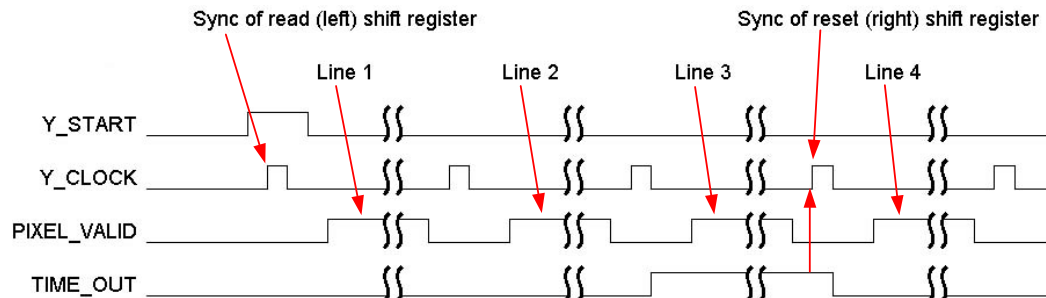 Sync of read (left) shift register
Sync of reset (right) shift register
Line 1
Line 2
Line 3
Line 4
Y_START
Y_CLOCK
PIXEL_VALID
TIME_OUT